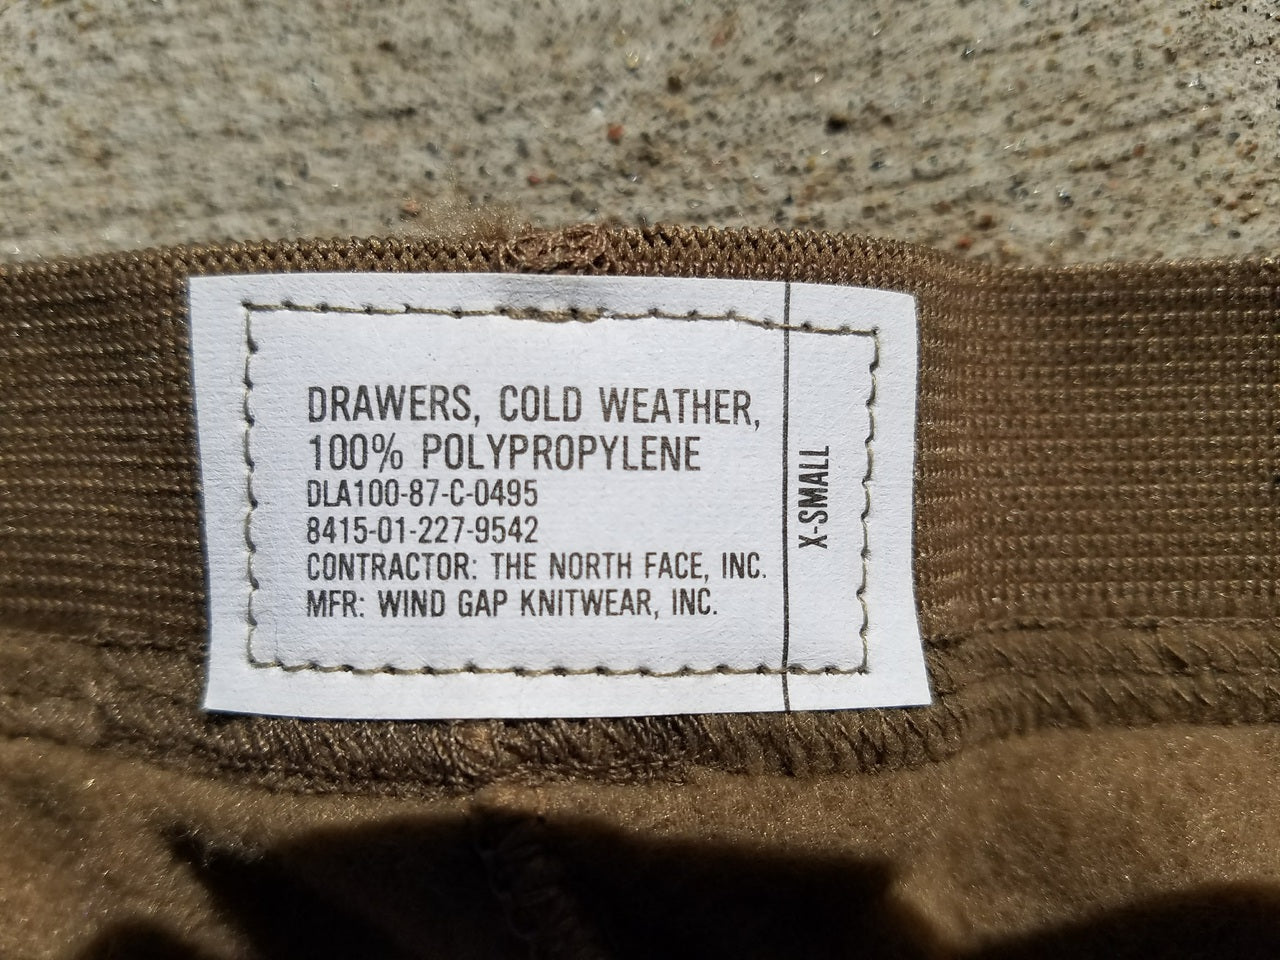 DRAWERS, COLD WEATHER,
100% POLYPROPYLENE
DLA100-87-C-0495
8415-01-227-9542
CONTRACTOR: THE NORTH FACE, INC.
MFR: WIND GAP KNITWEAR, INC.
X-SMALL